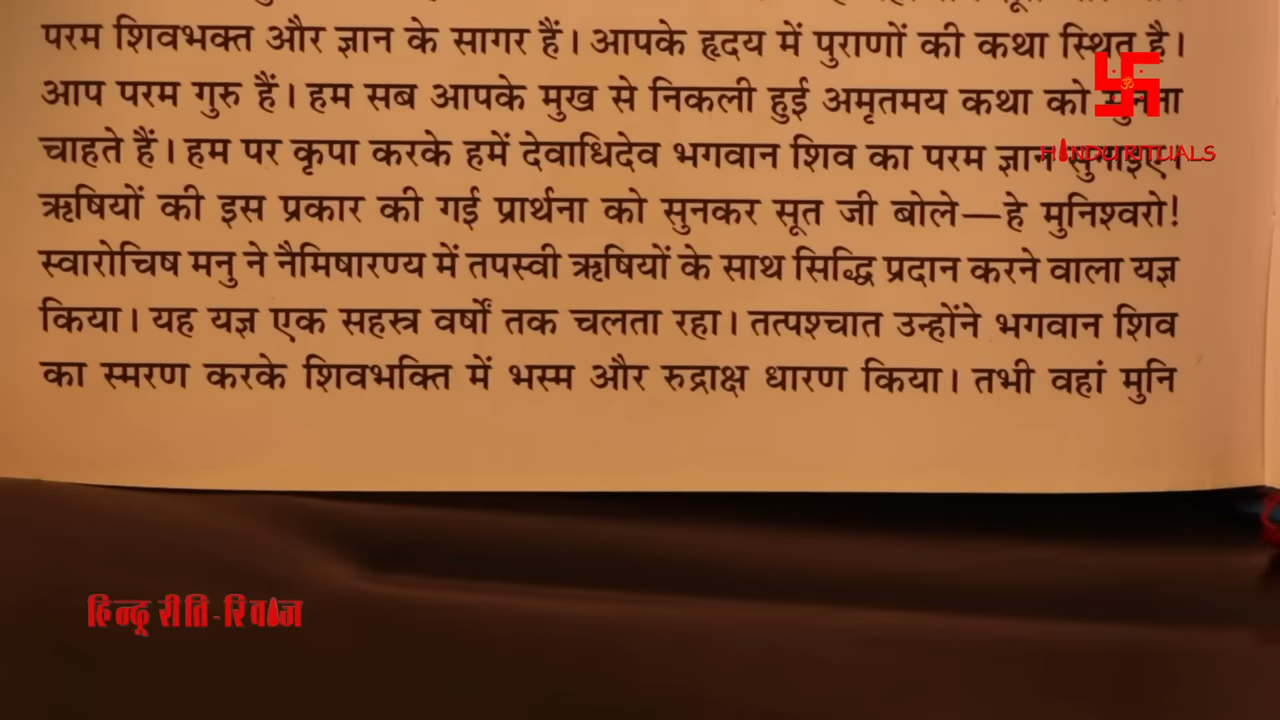 परम शिवभक्त और ज्ञान के सागर हैं। आपके हृदय में पुराणों की कथा स्थित है।
आप परम गुरु हैं। हम सब आपके मुख से निकली हुई अमृतमय कथा को
ॐ
चाहते हैं। हम पर कृपा करके हमें देवाधिदेव भगवान शिव का परम ज्ञान
HINDU RITUALS
ऋषियों की इस प्रकार की गई प्रार्थना को सुनकर सूत जी बोले—हे मुनिश्वरो!
स्वारोचिष मनु ने नैमिषारण्य में तपस्वी ऋषियों के साथ सिद्धि प्रदान करने वाला यज्ञ
किया। यह यज्ञ एक सहस्त्र वर्षों तक चलता रहा। तत्पश्चात उन्होंने भगवान शिव
का स्मरण करके शिवभक्ति में भस्म और रुद्राक्ष धारण किया। तभी वहां मुनि
हिन्दू रीति-रिवाज